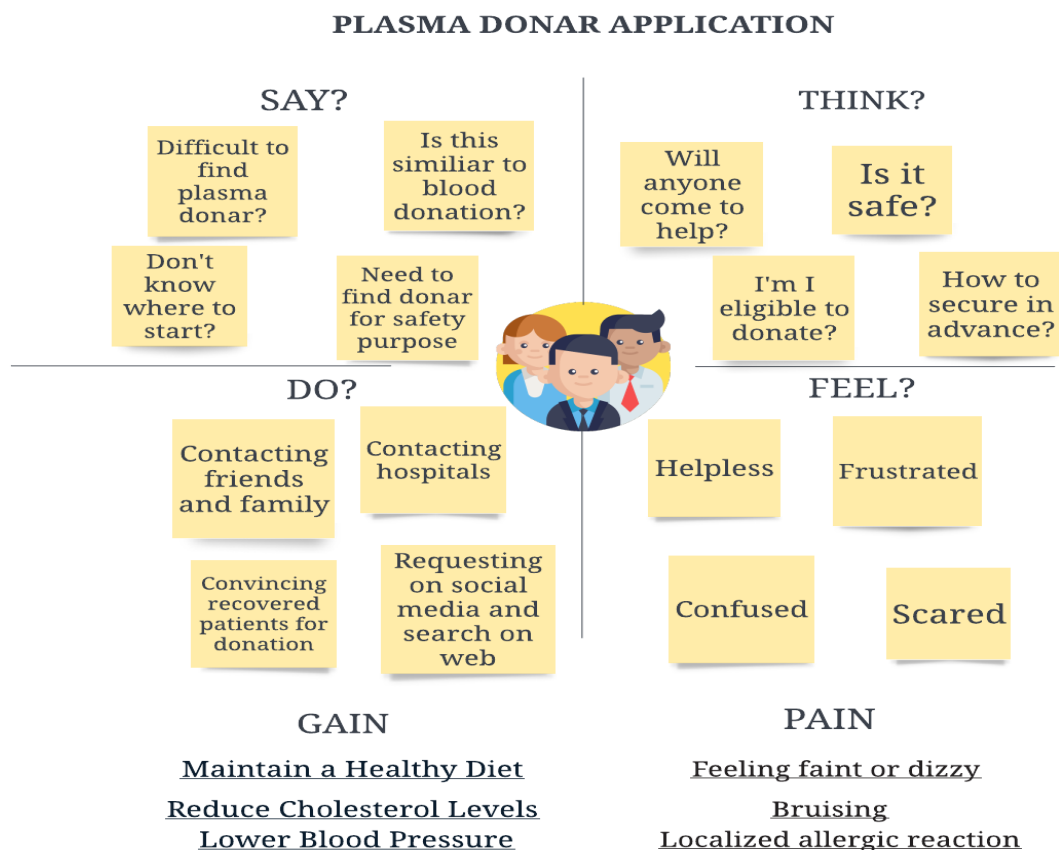 PLASMA DONAR APPLICATION
SAY?
Difficult to
find
plasma
donar?
Is this
similiar to
blood
donation?
Don't
know
where to
start?
Need to
find donar
for safety
purpose
THINK?
Will
anyone
come to
help?
Is it
safe?
I'm I
eligible to
donate?
How to
secure in
advance?
DO?
Contacting
friends
and family
Contacting
hospitals
Convincing
recovered
patients for
donation
Requesting
on social
media and
search on
web
FEEL?
Helpless
Frustrated
Confused
Scared
GAIN
Maintain a Healthy Diet
Reduce Cholesterol Levels
Lower Blood Pressure
PAIN
Feeling faint or dizzy
Bruising
Localized allergic reaction